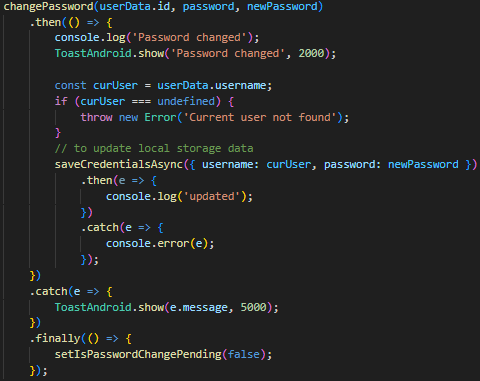 changePassword(userData.id, password, newPassword)
    .then(() => {
        console.log('Password changed');
        ToastAndroid.show('Password changed', 2000);

        const curUser = userData.username;
        if (curUser === undefined) {
            throw new Error('Current user not found');
        }
        // to update local storage data
        saveCredentialsAsync({ username: curUser, password: newPassword })
            .then(e => {
                console.log('updated');
            })
            .catch(e => {
                console.error(e);
            });
    })
    .catch(e => {
        ToastAndroid.show(e.message, 5000);
    })
    .finally(() => {
        setIsPasswordChangePending(false);
    });